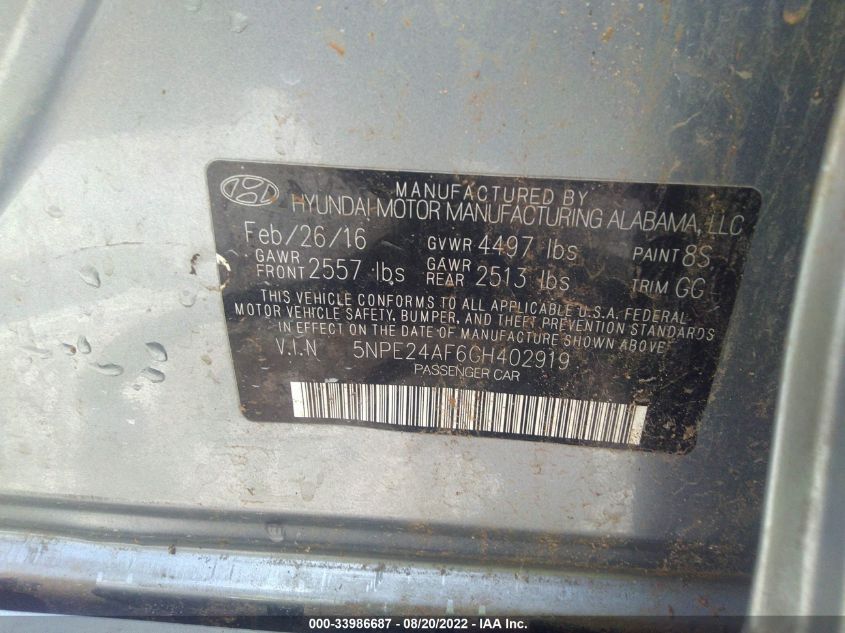 MANUFACTURED BY
HYUNDAI MOTOR MANUFACTURING ALABAMA, LLC
Feb/26/16 GVWR 4497 lbs PAINT 8S
GAWR FRONT 2557 lbs GAWR REAR 2513 lbs TRIM GG
THIS VEHICLE CONFORMS TO ALL APPLICABLE U.S.A. FEDERAL
MOTOR VEHICLE SAFETY, BUMPER, AND THEFT PREVENTION STANDARDS
IN EFFECT ON THE DATE OF MANUFACTURE SHOWN ABOVE.
V.I.N 5NPE24AF6GH402919
PASSENGER CAR
000-33986687 - 08/20/2022 - IAA Inc.